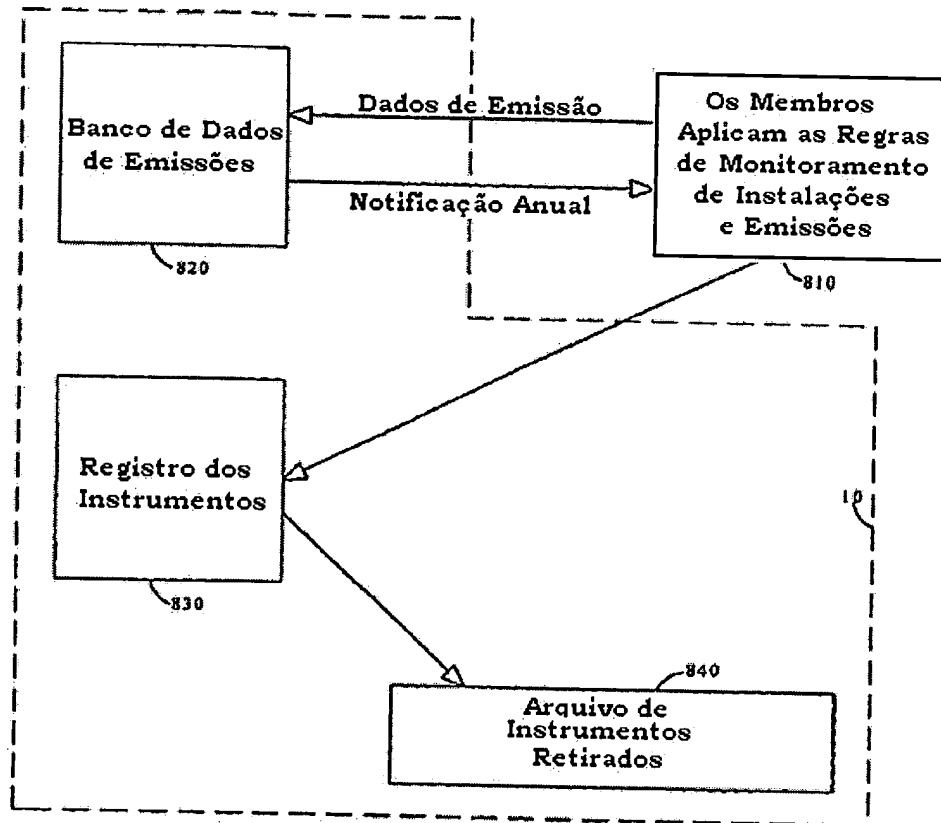 Banco de Dados
de Emissões
820
Dados de Emissão
Notificação Anual
Os Membros
Aplicam as Regras
de Monitoramento
de Instalações
e Emissões
810
Registro dos
Instrumentos
830
10
840
Arquivo de
Instrumentos
Retirados